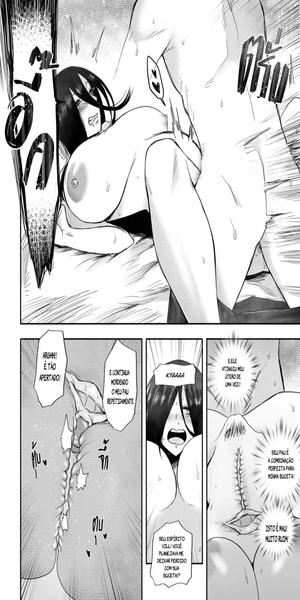 E ELE
ATINGIU MEU
ÚTERO DE
UMA VEZ!
SEU PAU É
A COMBINAÇÃO
PERFEITA PARA
MINHA BUCETA!
ISTO É MAU!
MUITO RUIM!
KYAAAA
SEU
ESPÍRITO
VOCÊ
PLANEJAVA
ME DEIXAR
PERDIDO
COM SUA
BUCETA?!
E CONTINUA
MORDENDO
O MEU PAU
REPETIDAMENTE.
ARGHH!
É TÃO
APERTADO!